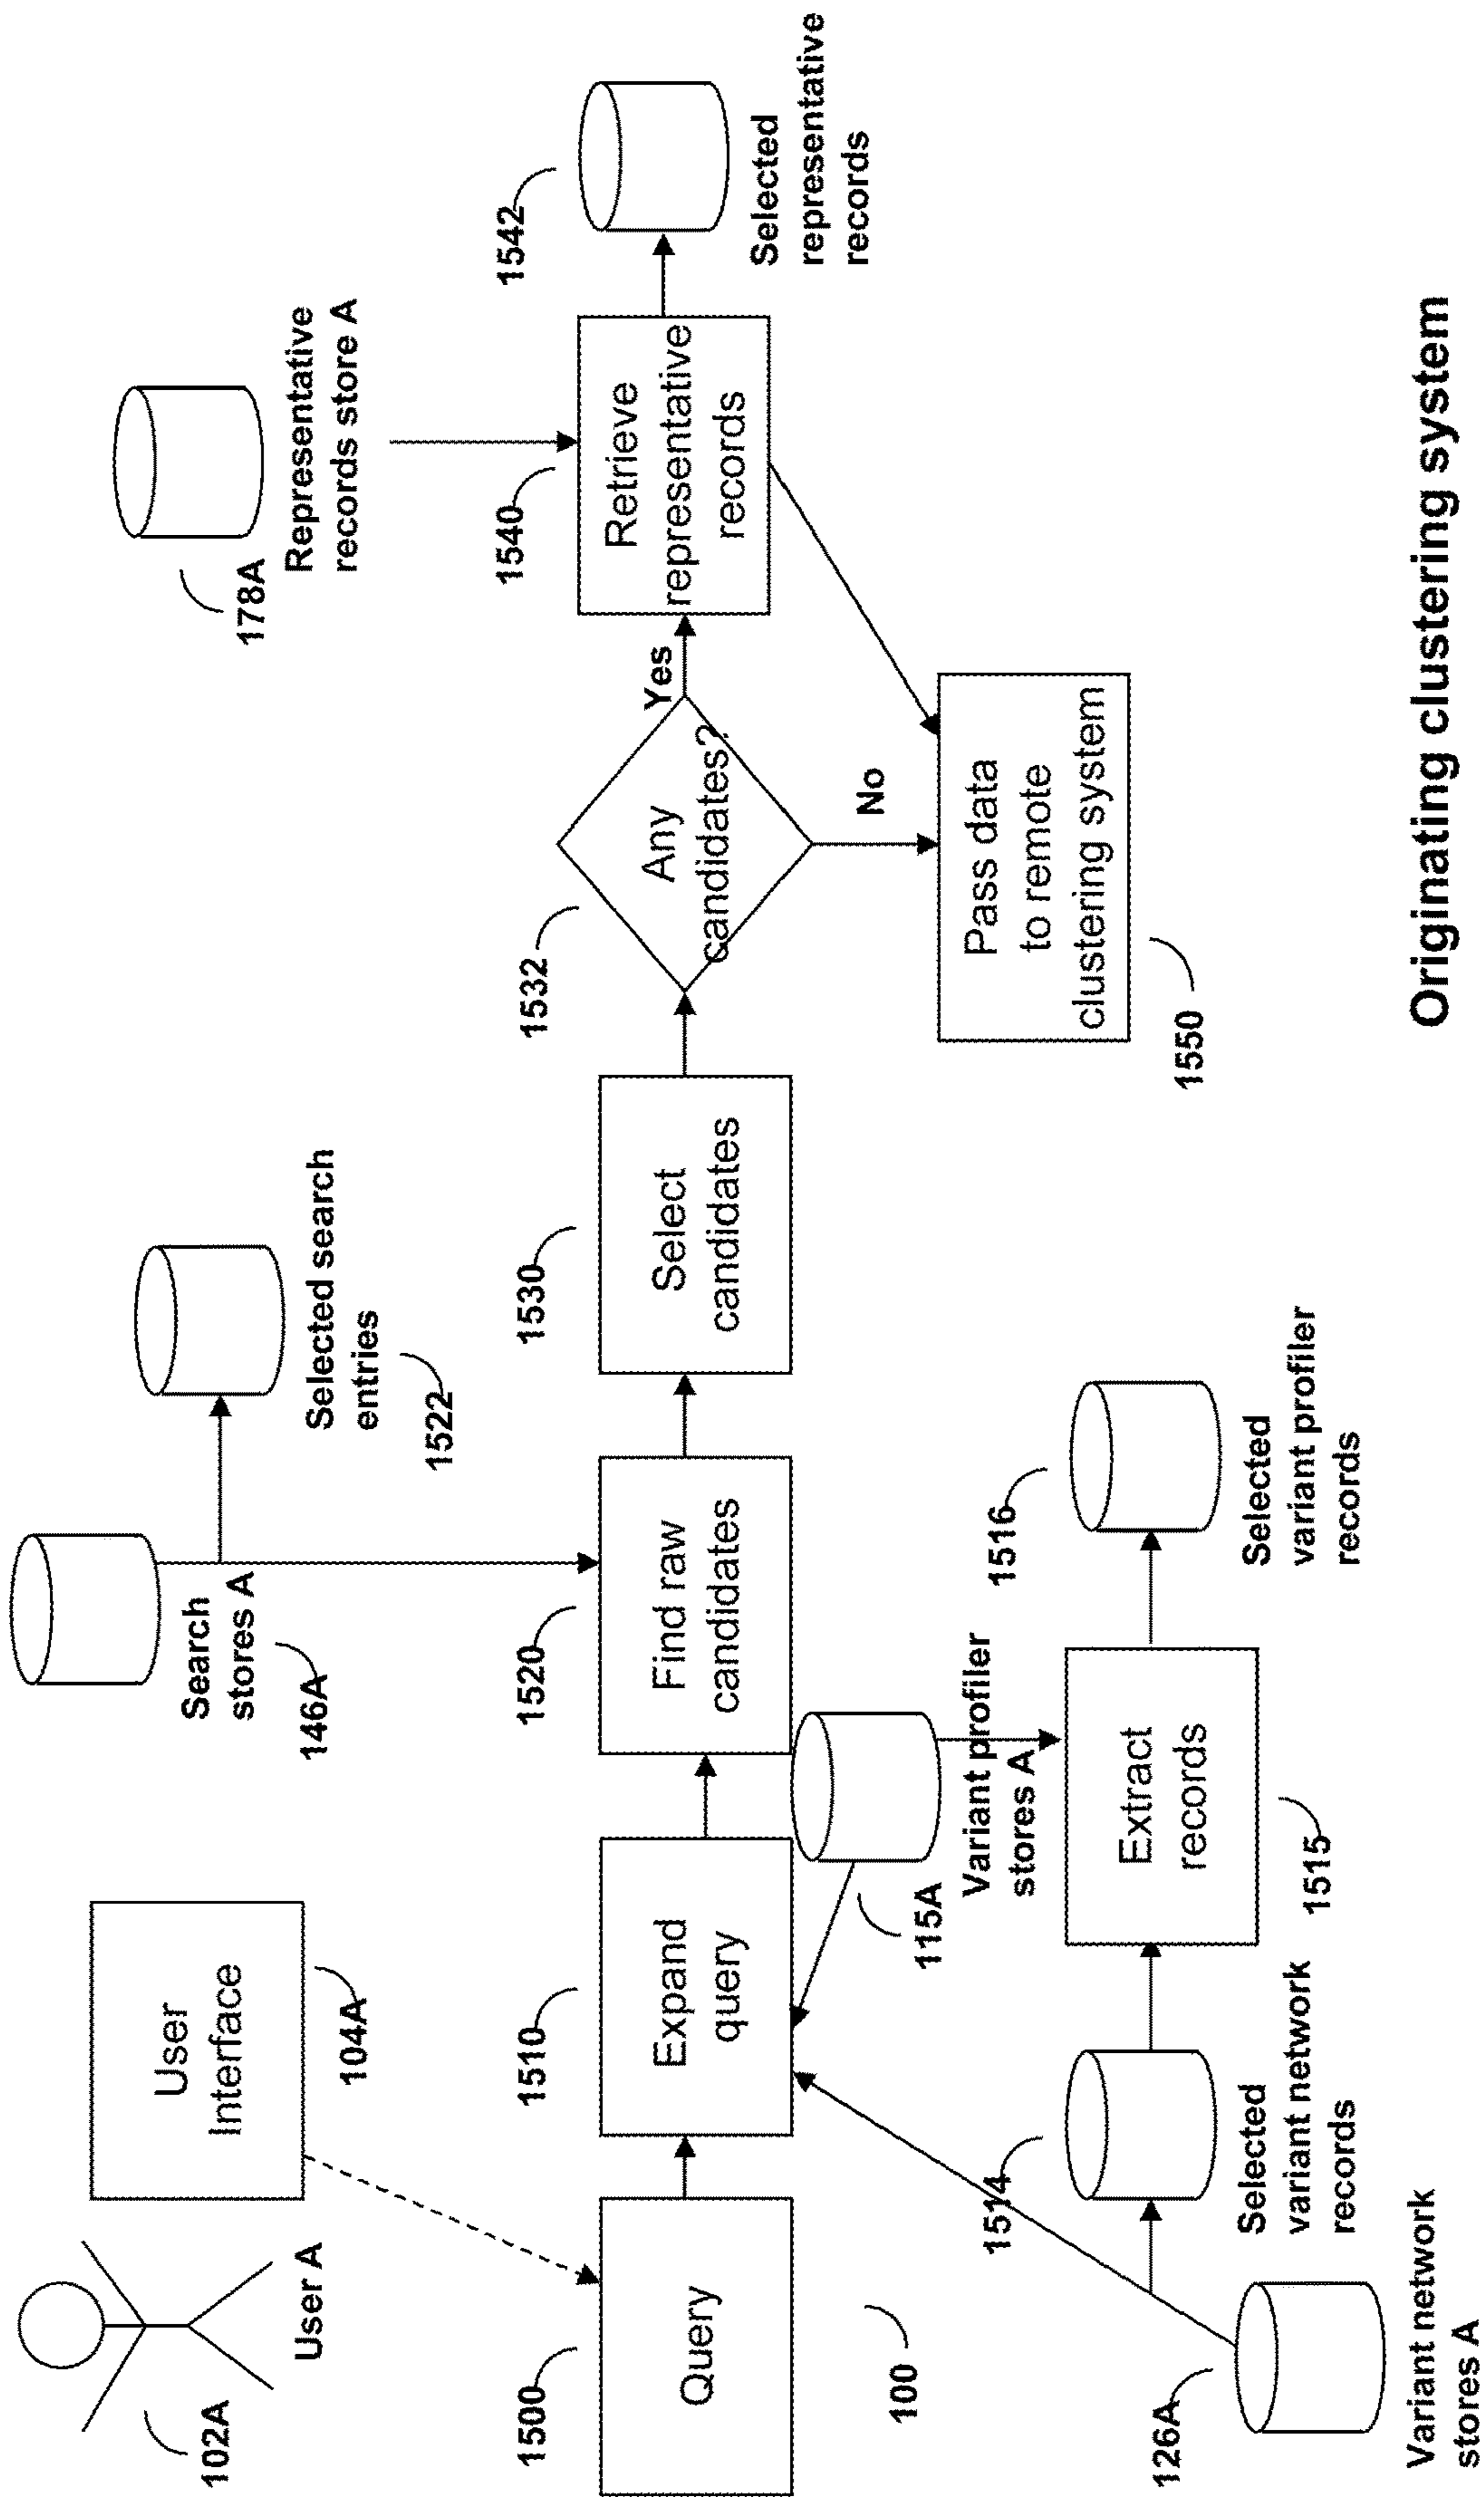 102A
User A
User
Interface
104A
Search
stores A
146A
Selected search
entries
1522
178A
Representative
records store A
1500
Query
100
1510
Expand
query
1520
Find raw
candidates
1530
Select
candidates
1532
Any
candidates?
Yes
No
1540
Retrieve
representative
records
1542
Selected
representative
records
115A
Variant profiler
stores A
1550
Pass data
to remote
clustering system
126A
Variant network
stores A
1514
Selected
variant network
records
Extract
records
1515
1516
Selected
variant profiler
records
Originating clustering system